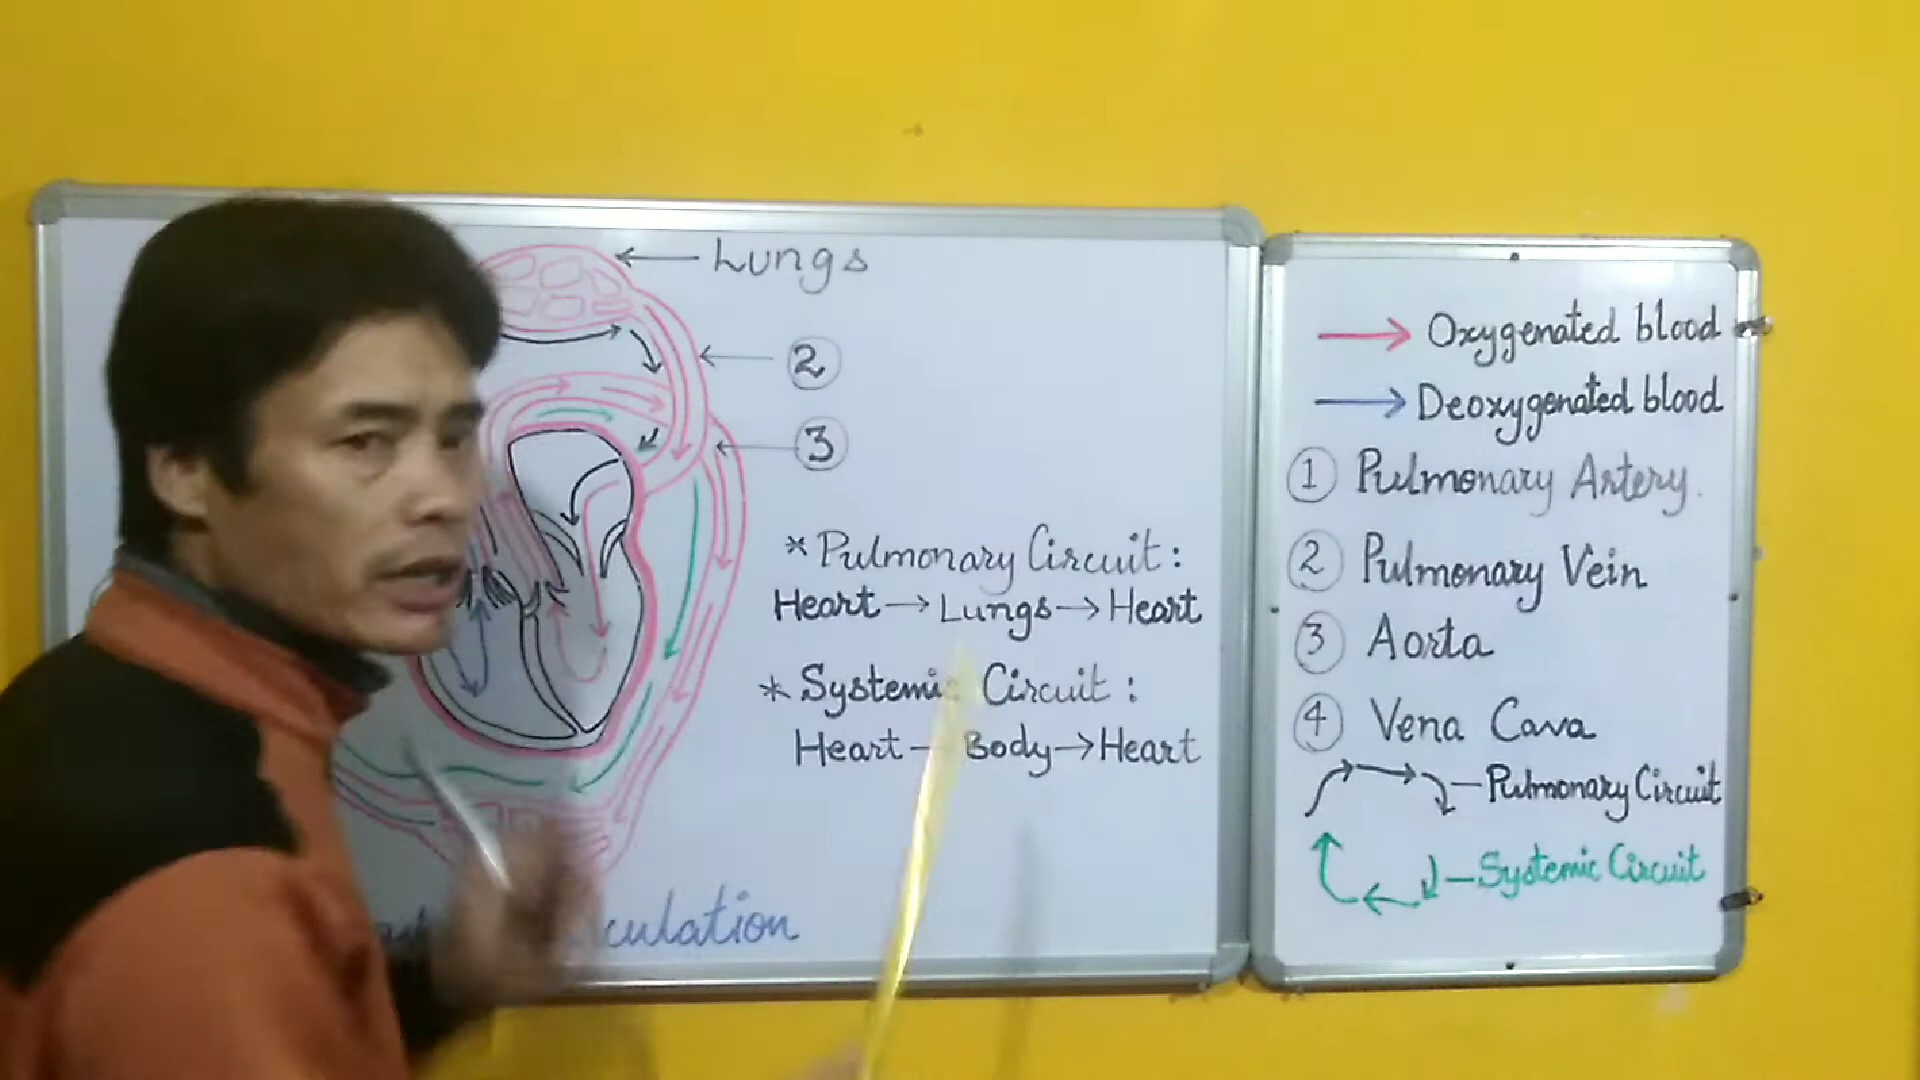 Lungs
2
3
* Pulmonary Circuit :
Heart → Lungs → Heart
* Systemic Circuit :
Heart - Body → Heart
→ Oxygenated blood
→ Deoxygenated blood
1 Pulmonary Artery.
2 Pulmonary Vein
3 Aorta
4 Vena Cava
— Pulmonary Circuit
— Systemic Circuit